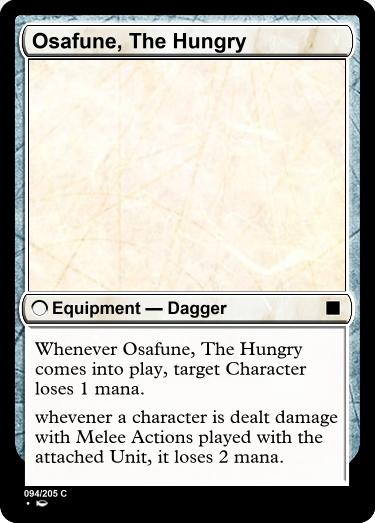 Osafune, The Hungry
Equipment — Dagger
Whenever Osafune, The Hungry
comes into play, target Character
loses 1 mana.
whevener a character is dealt damage
with Melee Actions played with the
attached Unit, it loses 2 mana.
094/205 C